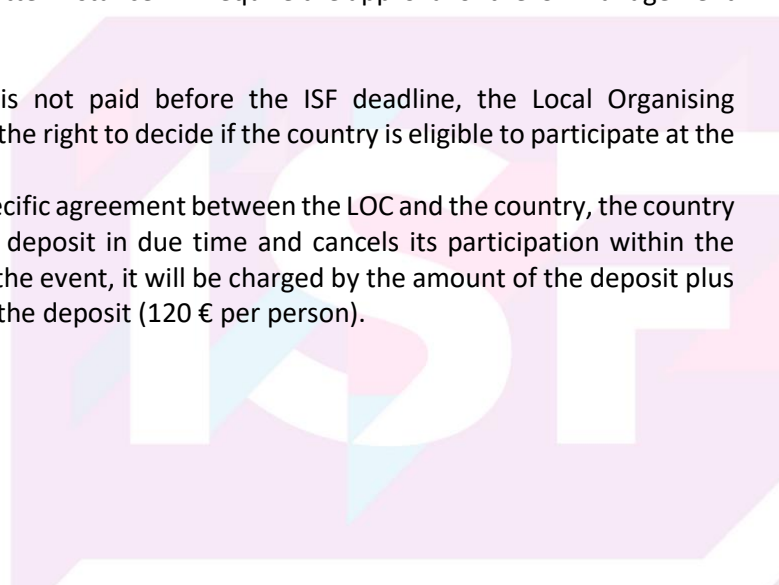 is not paid before the ISF deadline, the Local Organising
the right to decide if the country is eligible to participate at the
agreement between the LOC and the country, the country
deposit in due time and cancels its participation within the
the event, it will be charged by the amount of the deposit plus
the deposit (120 € per person).
ISF